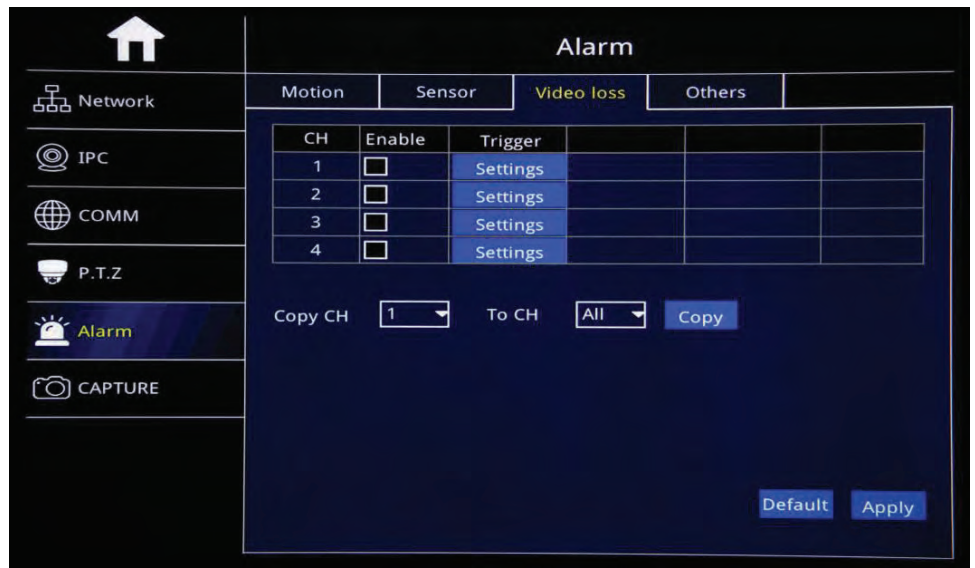 Alarm
Network
IPC
COMM
P.T.Z
Alarm
CAPTURE
Motion Sensor Video loss Others
CH Enable Trigger
1 Settings
2 Settings
3 Settings
4 Settings
Copy CH 1 To CH All Copy
Default Apply